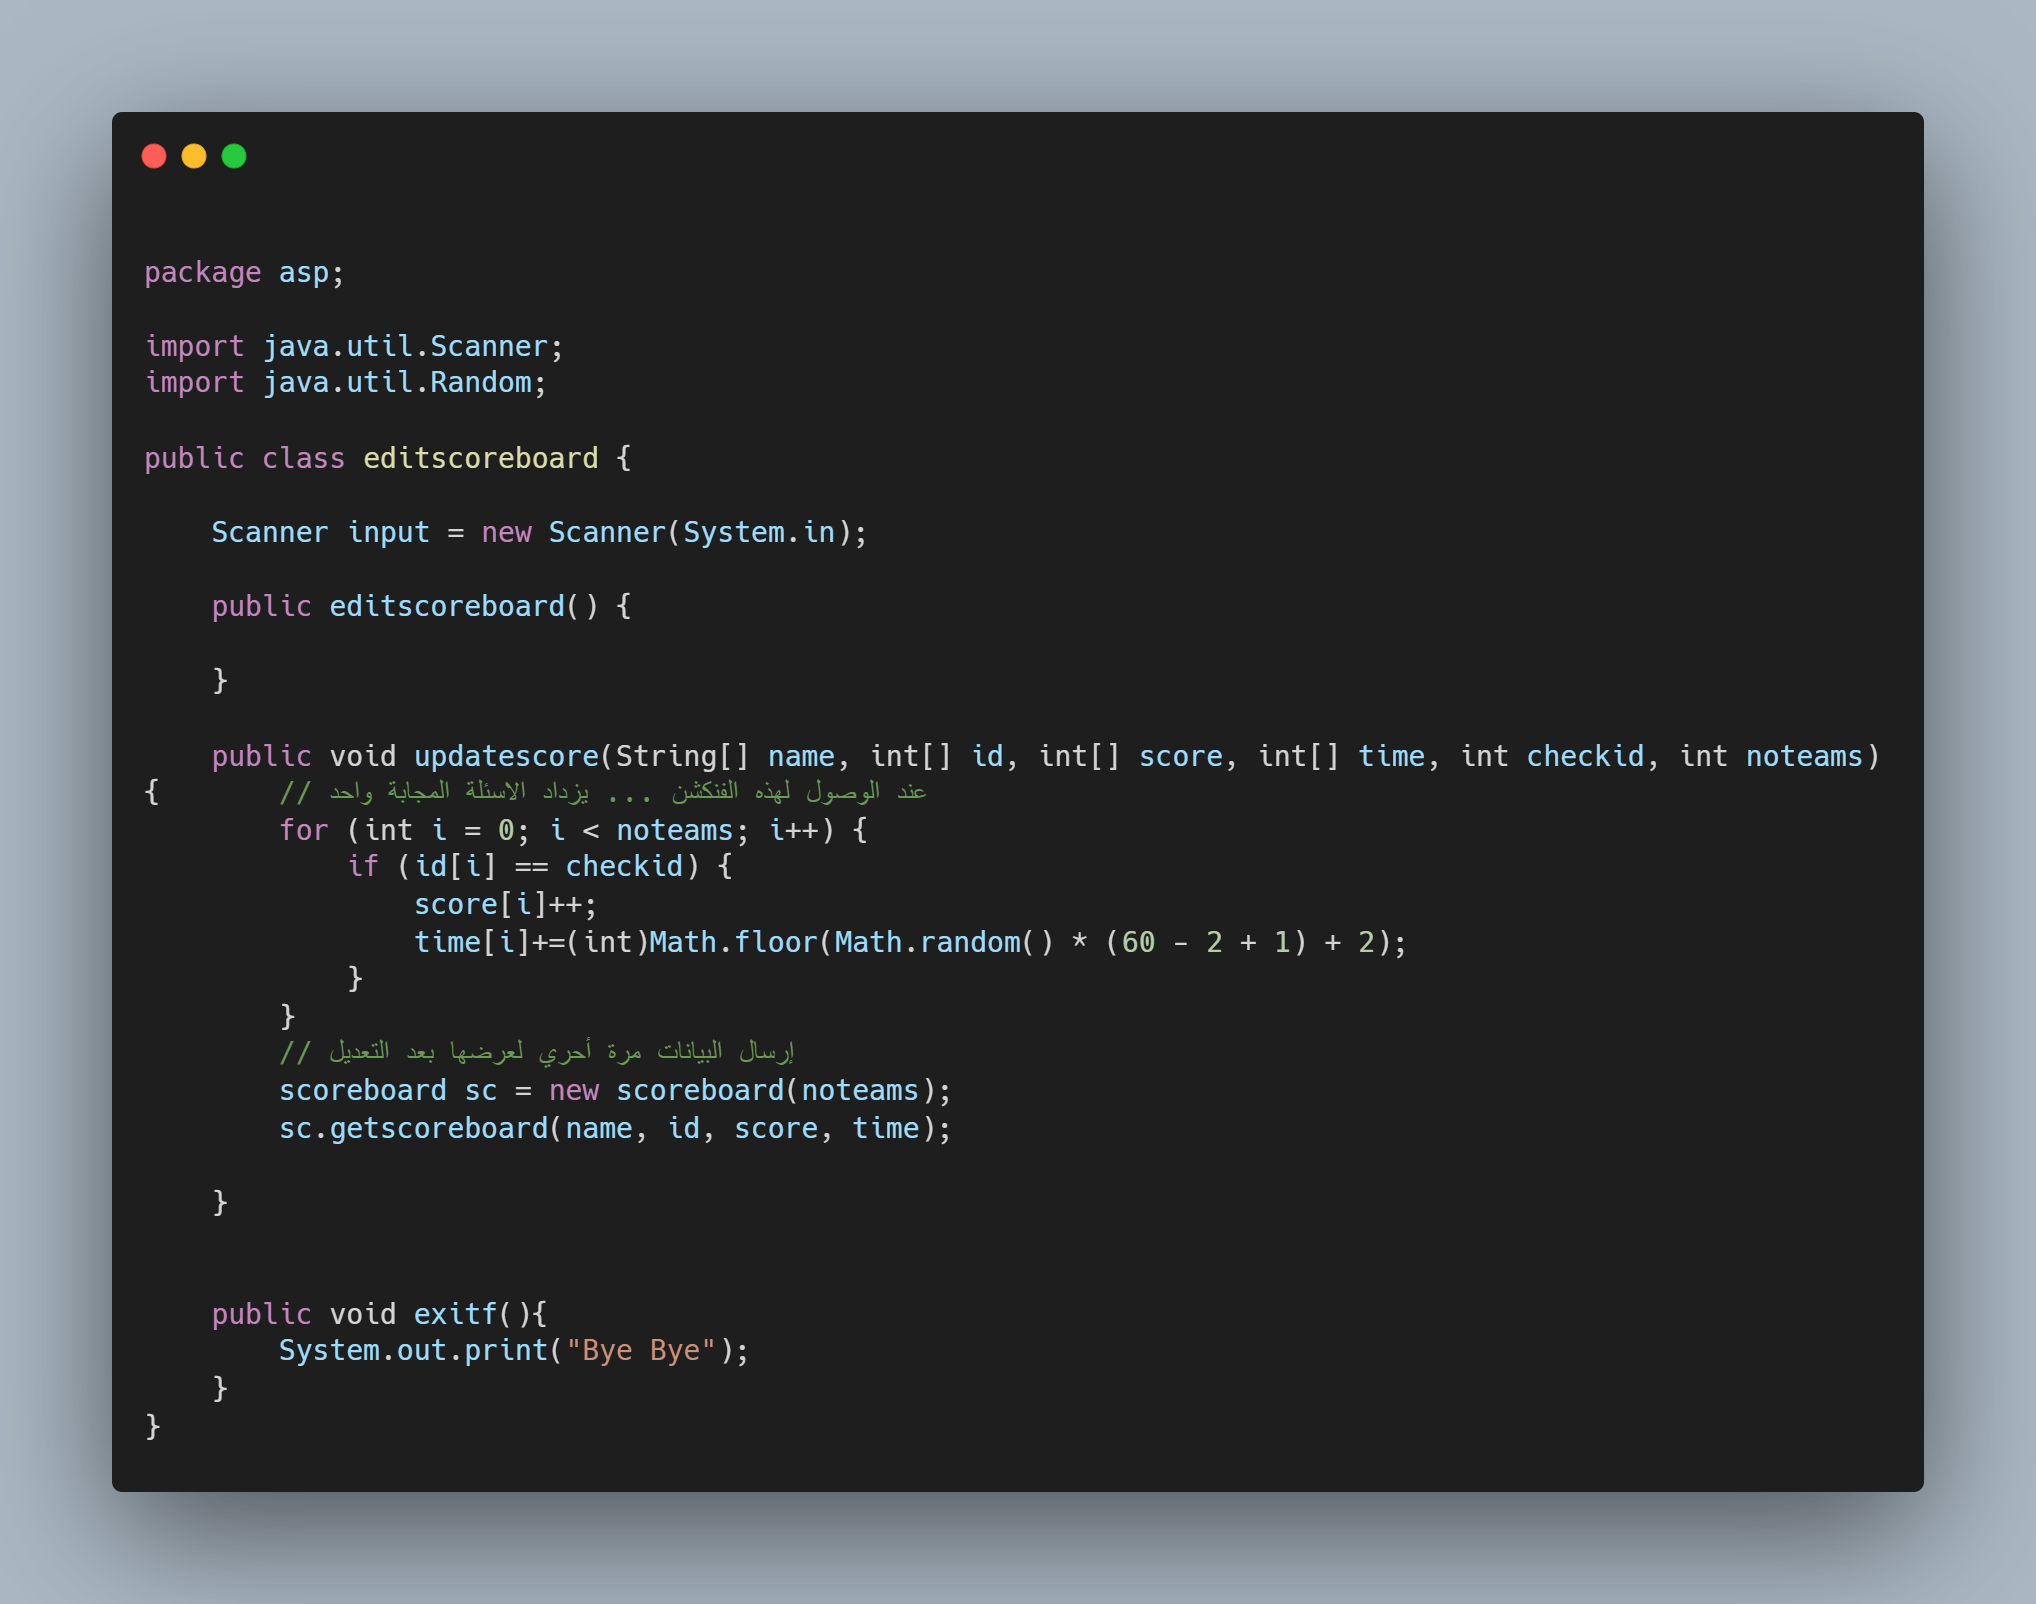 package asp;
import java.util.Scanner;
import java.util.Random;
public class editscoreboard {
Scanner input = new Scanner(System.in);
public editscoreboard() {
}
public void updatescore(String[] name, int[] id, int[] score, int[] time, int checkid, int noteams)
{ // عند الوصول لهذه الفنكشن ... يزداد الاسئلة المجابة واحد
for (int i = 0; i < noteams; i++) {
if (id[i] == checkid) {
score[i]++;
time[i]+=(int)Math.floor(Math.random() * (60 - 2 + 1) + 2);
}
}
// إرسال البيانات مرة أحري لعرضها بعد التعديل
scoreboard sc = new scoreboard(noteams);
sc.getscoreboard(name, id, score, time);
}
public void exitf(){
System.out.print("Bye Bye");
}
}